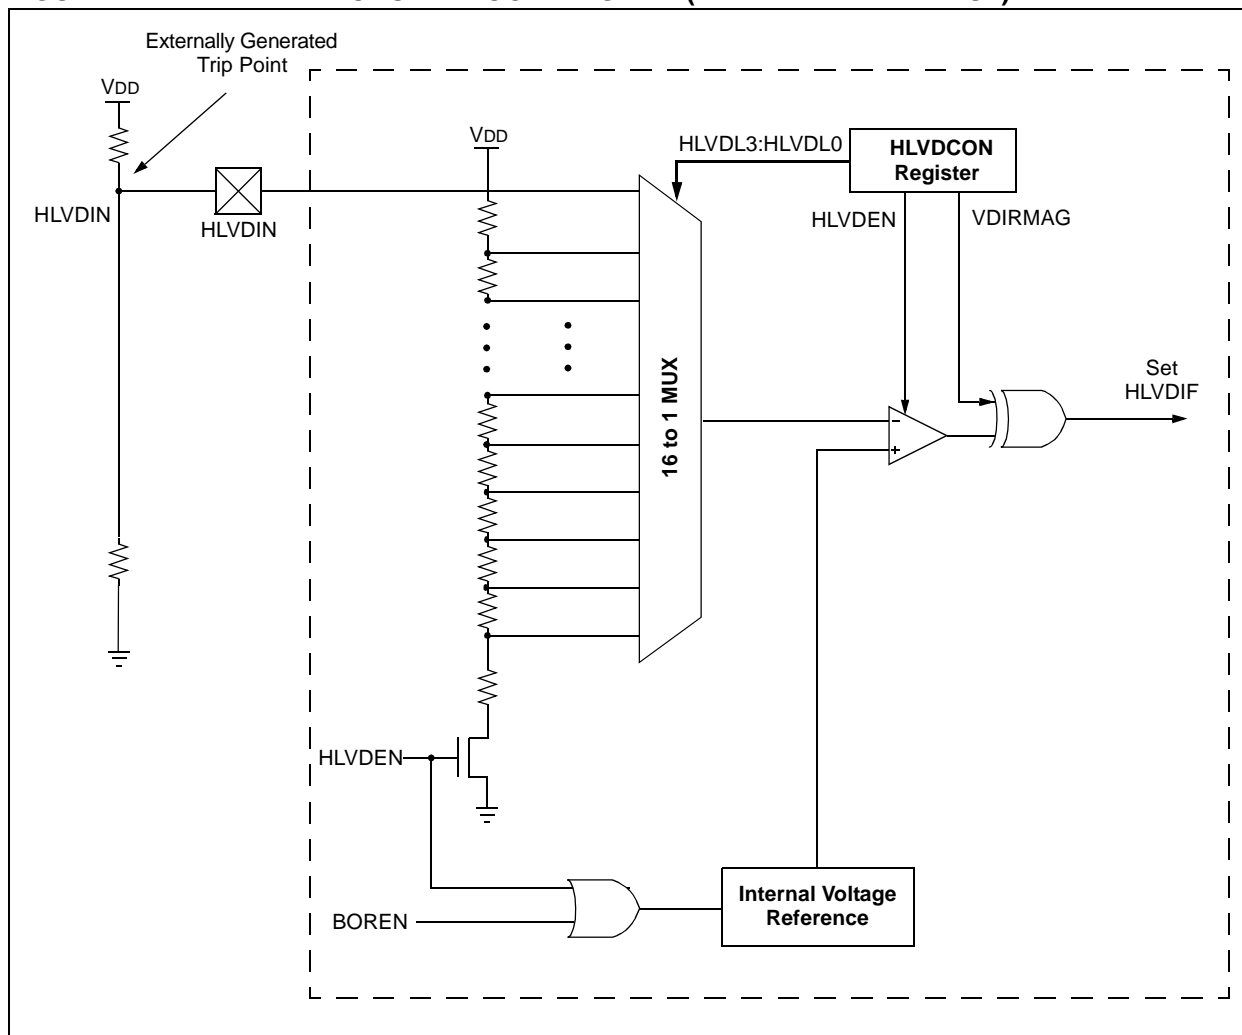 Externally Generated
Trip Point
VDD
VDD
HLVDL3:HLVDL0
HLVDCON
Register
HLVDIN
HLVDIN
HLVDEN
VDIRMAG
16 to 1 MUX
Set
HLVDIF
–
+
HLVDEN
BOREN
Internal Voltage
Reference